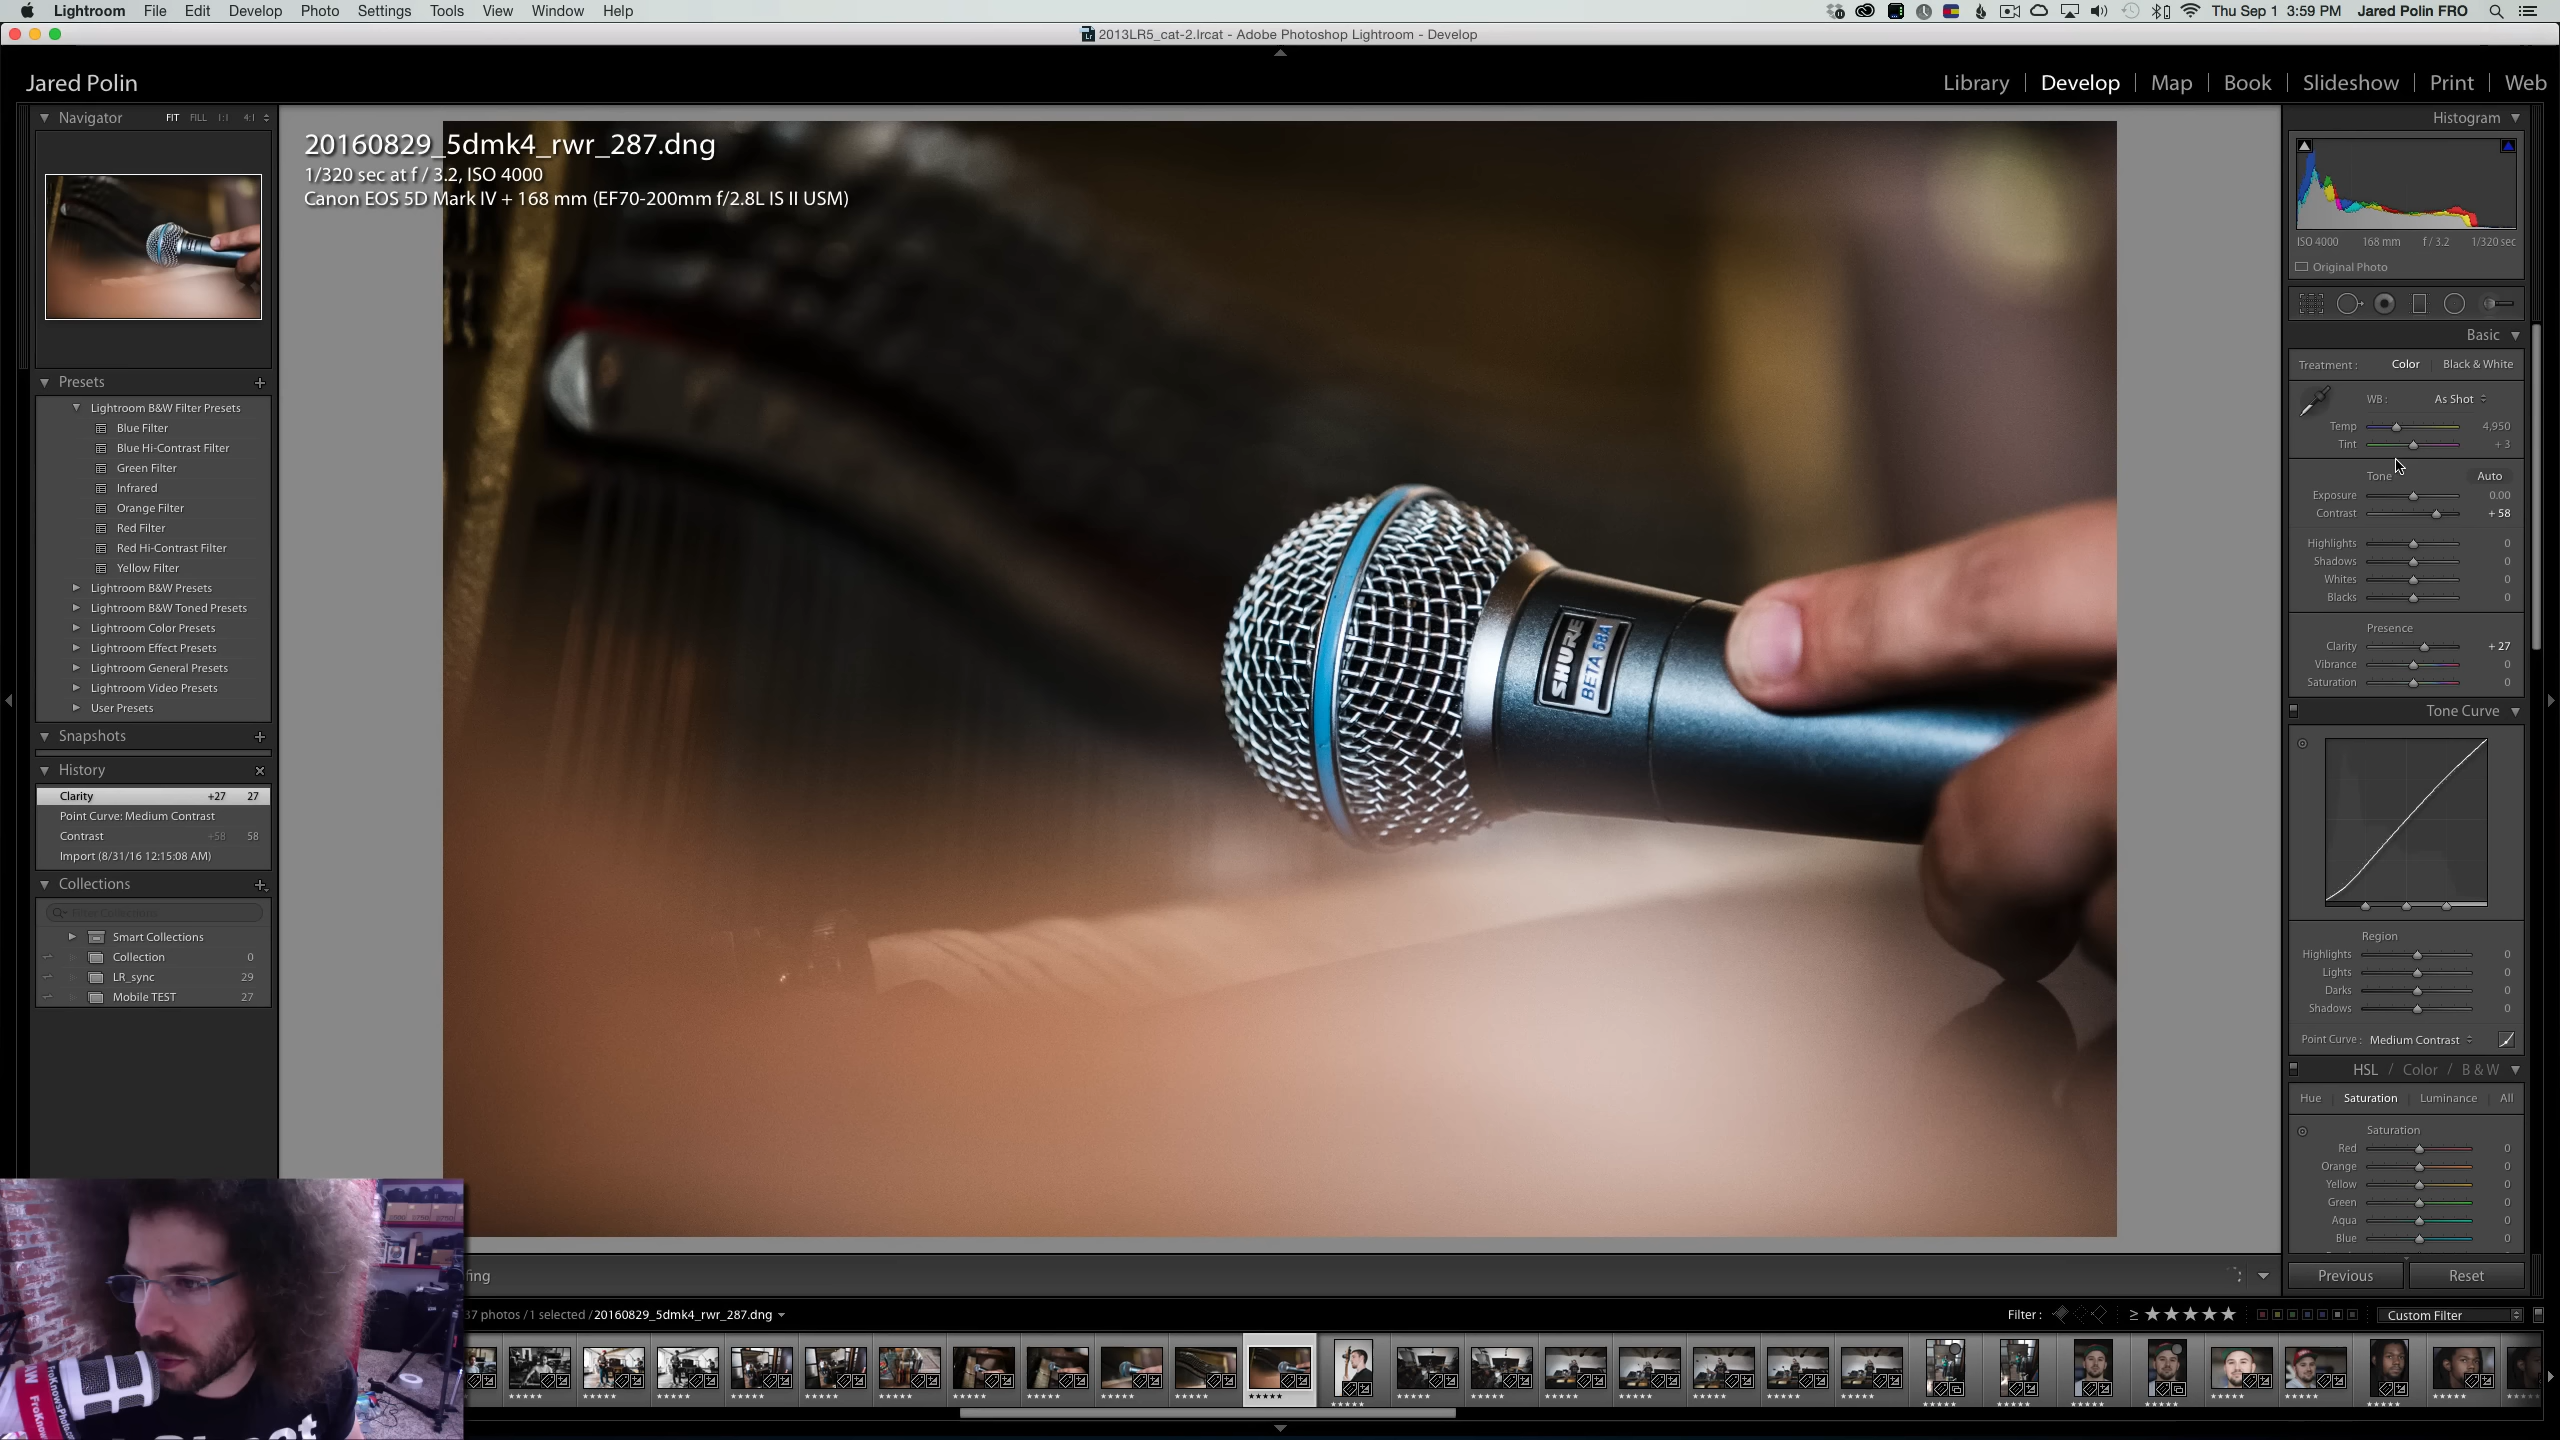 Lightroom File Edit Develop Photo Settings Tools View Window Help
Thu Sep 1 3:59 PM Jared Polin FRO
2013LR5_cat-2.lrcat - Adobe Photoshop Lightroom - Develop
Jared Polin
Library | Develop | Map | Book | Slideshow | Print | Web
Navigator FIT FILL 1:1 4:1
Presets
Lightroom B&W Filter Presets
Blue Filter
Blue Hi-Contrast Filter
Green Filter
Infrared
Orange Filter
Red Filter
Red Hi-Contrast Filter
Yellow Filter
Lightroom B&W Presets
Lightroom B&W Toned Presets
Lightroom Color Presets
Lightroom Effect Presets
Lightroom General Presets
Lightroom Video Presets
User Presets
Snapshots
History
Clarity +27 27
Point Curve: Medium Contrast
Contrast +58 58
Import (8/31/16 12:15:08 AM)
Collections
Filter Collections
Smart Collections
Collection 0
LR_sync 29
Mobile TEST 27
20160829_5dmk4_rwr_287.dng
1/320 sec at f / 3.2, ISO 4000
Canon EOS 5D Mark IV + 168 mm (EF70-200mm f/2.8L IS II USM)
SHURE
BETA 58A
Histogram
ISO 4000 168 mm f / 3.2 1/320 sec
Original Photo
Basic
Treatment : Color Black & White
WB : As Shot
Temp 4,950
Tint + 3
Tone Auto
Exposure 0.00
Contrast + 58
Highlights 0
Shadows 0
Whites 0
Blacks 0
Presence
Clarity + 27
Vibrance 0
Saturation 0
Tone Curve
Region
Highlights 0
Lights 0
Darks 0
Shadows 0
Point Curve : Medium Contrast
HSL / Color / B & W
Hue Saturation Luminance All
Saturation
Red 0
Orange 0
Yellow 0
Green 0
Aqua 0
Blue 0
Previous Reset
fing
37 photos / 1 selected / 20160829_5dmk4_rwr_287.dng
Filter : ≥ ★★★★★ Custom Filter